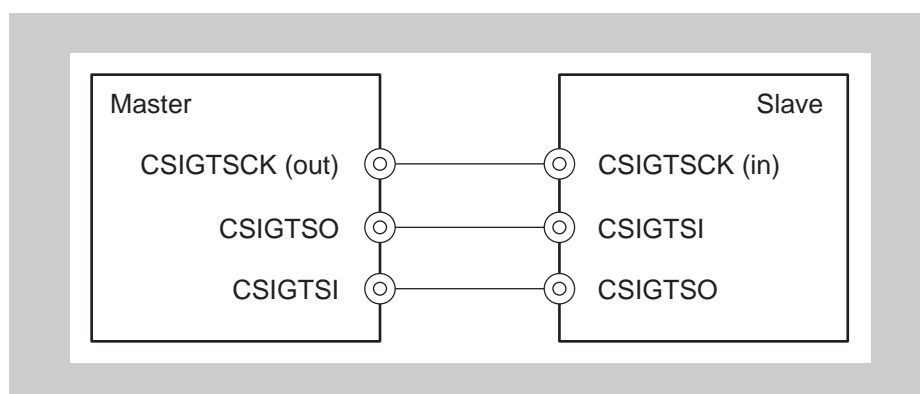 Master
Slave
CSIGTSCK (out)
CSIGTSCK (in)
CSIGTSO
CSIGTSI
CSIGTSI
CSIGTSO